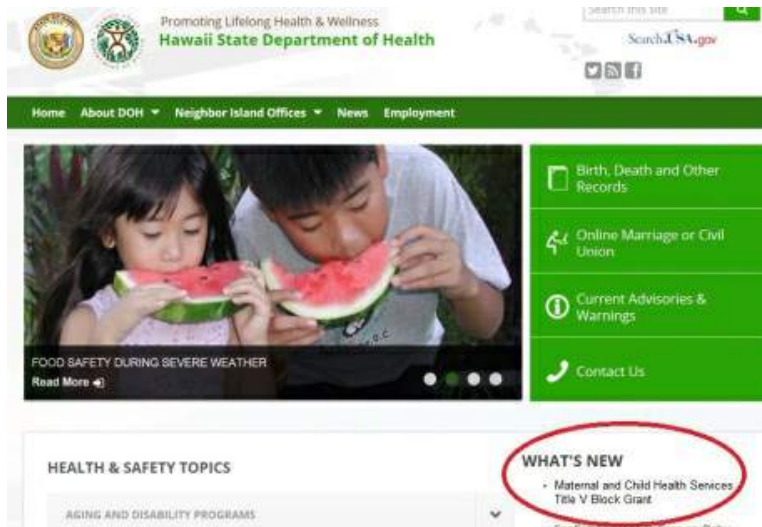 Promoting Lifelong Health & Wellness
Hawaii State Department of Health
Search this site
Search.USA.gov
Home About DOH Neighbor Island Offices News Employment
Birth, Death and Other
Records
Online Marriage or Civil
Union
Current Advisories &
Warnings
Contact Us
FOOD SAFETY DURING SEVERE WEATHER
Read More
HEALTH & SAFETY TOPICS
AGING AND DISABILITY PROGRAMS
WHAT'S NEW
Maternal and Child Health Services
Title V Block Grant